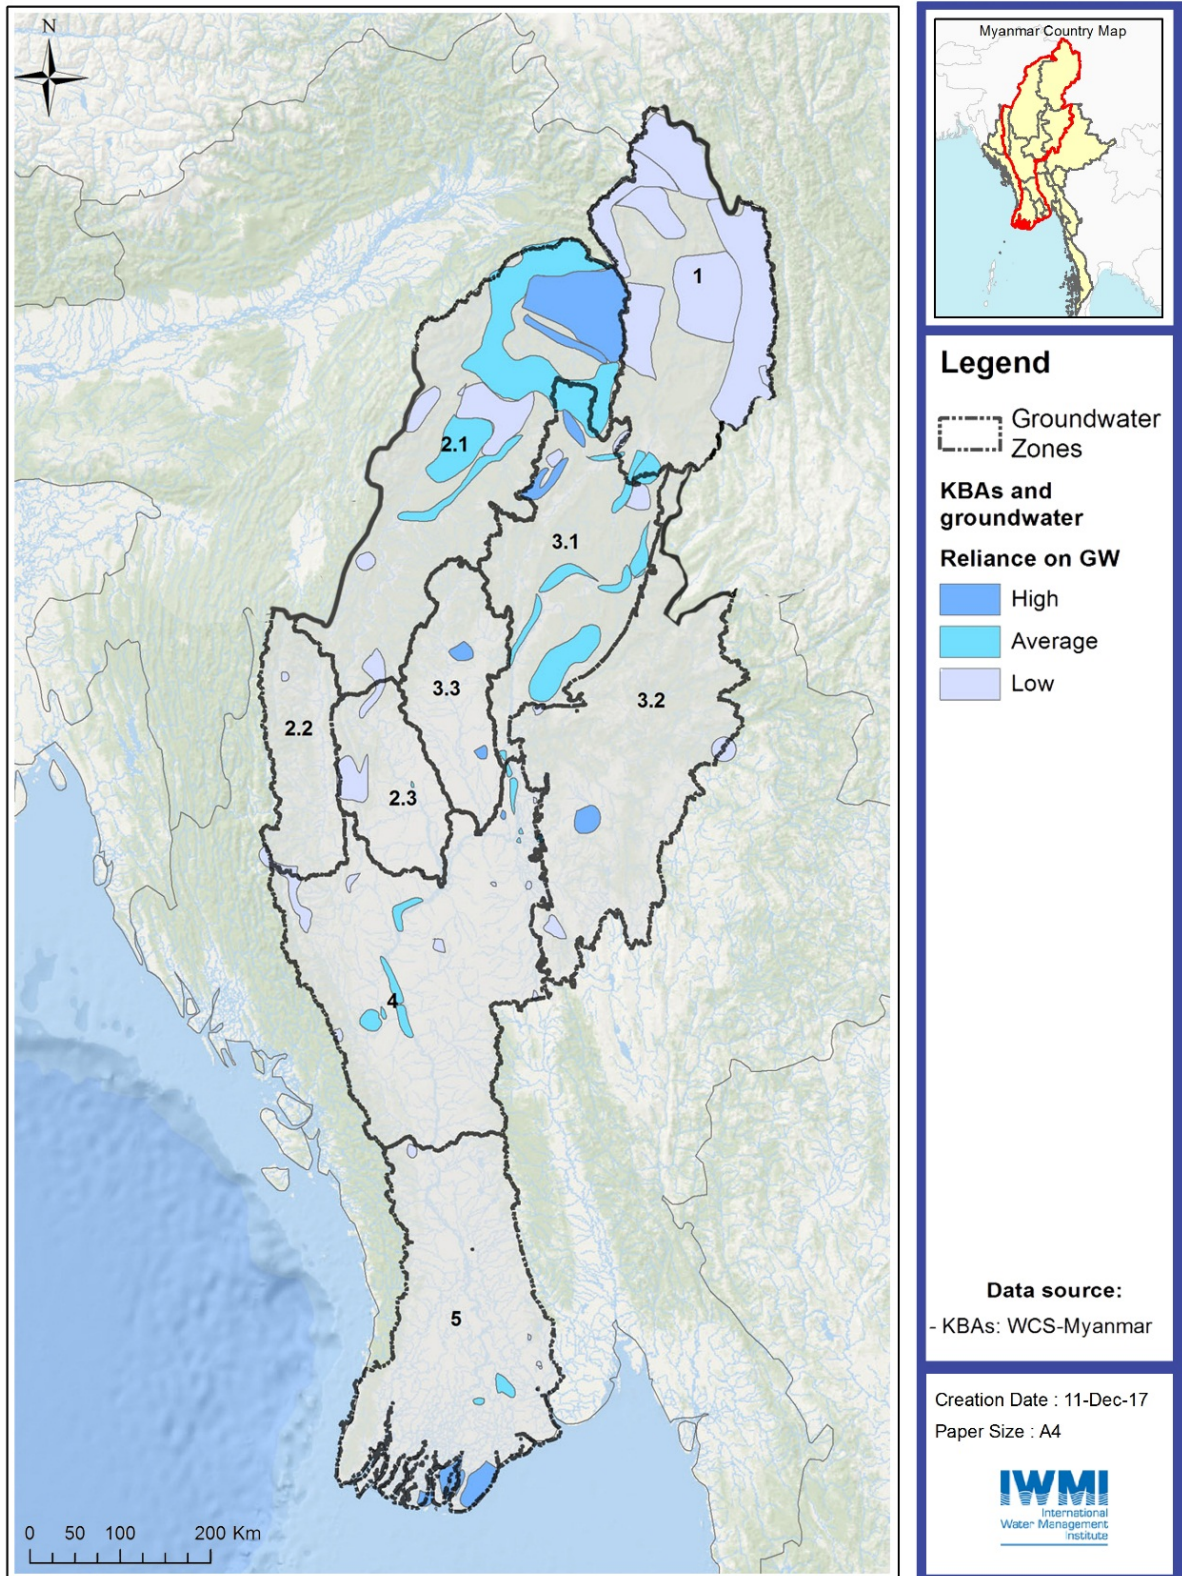 N
1
2.1
3.1
3.3
3.2
2.2
2.3
4
5
0 50 100 200 Km
Myanmar Country Map
Legend
Groundwater
Zones
KBAs and
groundwater
Reliance on GW
High
Average
Low
Data source:
- KBAs: WCS-Myanmar
Creation Date : 11-Dec-17
Paper Size : A4
IWMI
International
Water Management
Institute